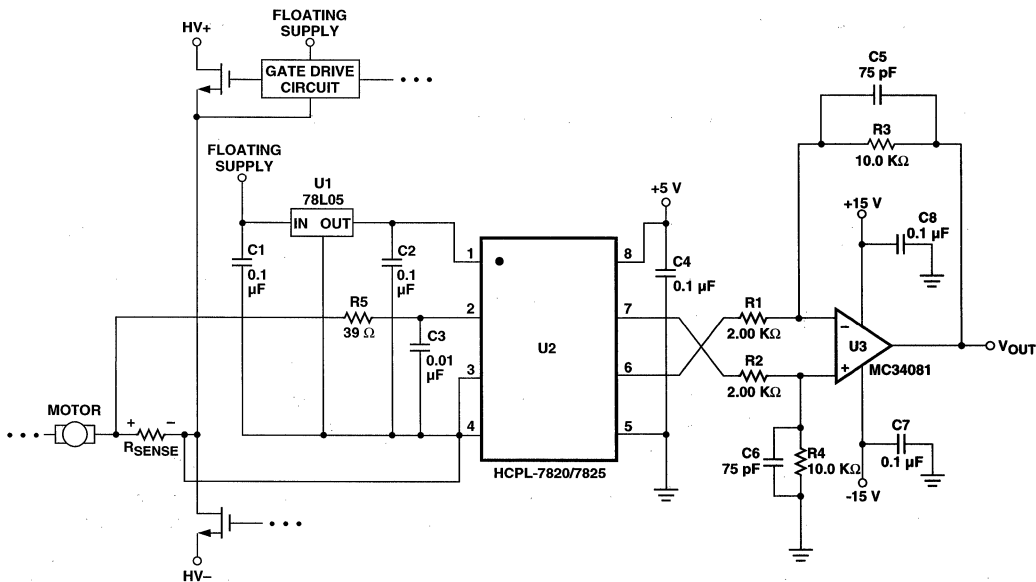 HV+
FLOATING
SUPPLY
GATE DRIVE
CIRCUIT
C5
75 pF
R3
10.0 KΩ
FLOATING
SUPPLY
U1
78L05
IN OUT
C1
0.1
µF
C2
0.1
µF
R5
39 Ω
C3
0.01
µF
1
2
3
4
U2
8
7
6
5
HCPL-7820/7825
+5 V
C4
0.1 µF
R1
2.00 KΩ
R2
2.00 KΩ
+15 V
C8
0.1 µF
−
U3
+
MC34081
VOUT
C7
0.1 µF
-15 V
C6
75 pF
R4
10.0 KΩ
MOTOR
+ −
RSENSE
HV−